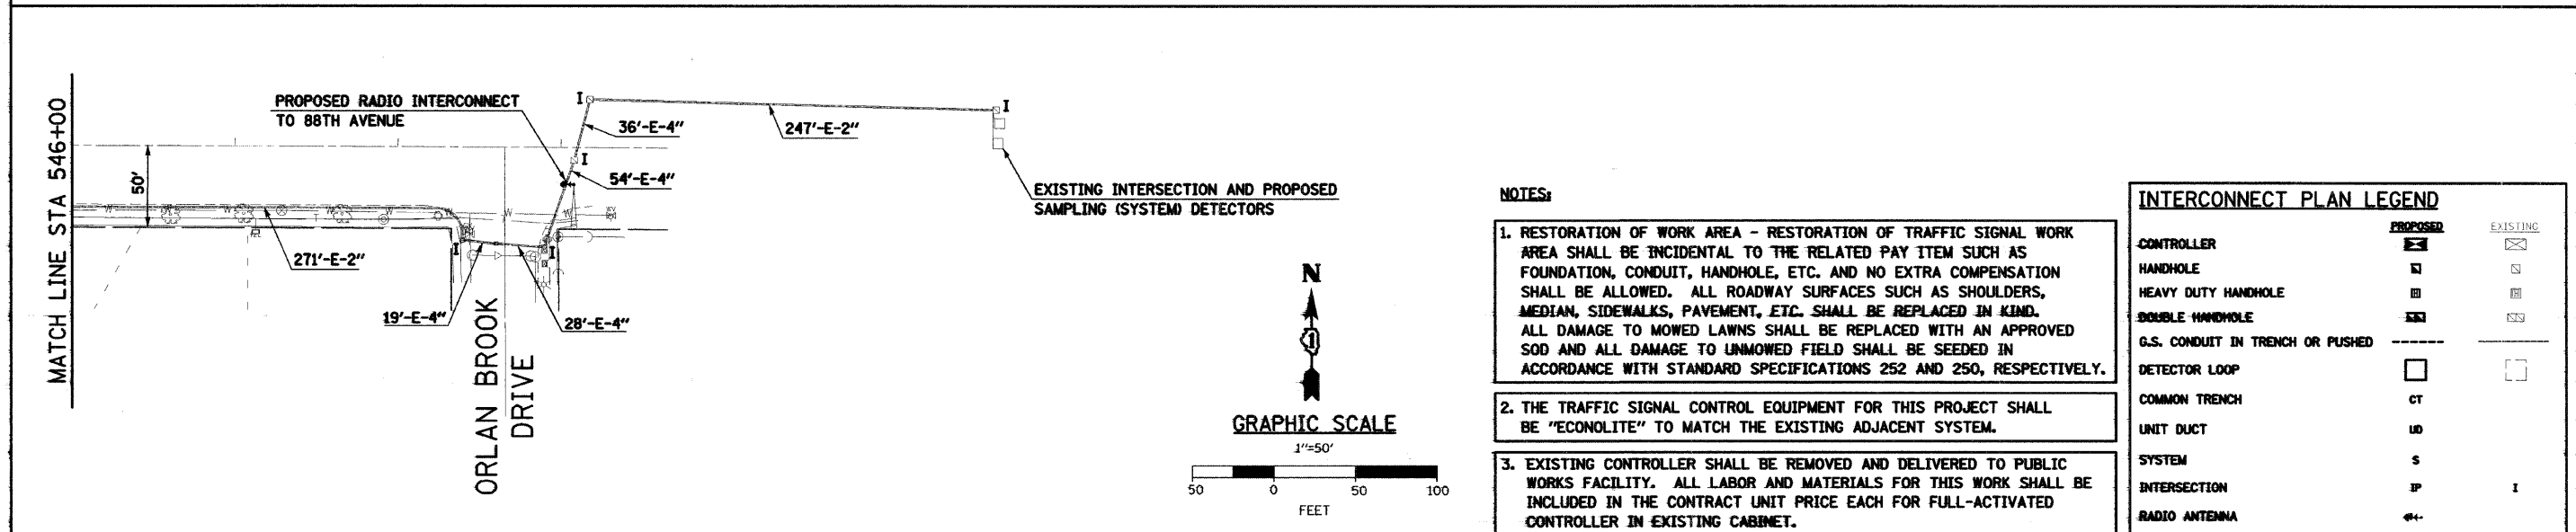 MATCH LINE STA 546+00
PROPOSED RADIO INTERCONNECT
TO 88TH AVENUE
50'
271'-E-2"
19'-E-4"
28'-E-4"
ORLAN BROOK
DRIVE
I
36'-E-4"
I
54'-E-4"
I
I
247'-E-2"
I
EXISTING INTERSECTION AND PROPOSED
SAMPLING (SYSTEM) DETECTORS
N
1
GRAPHIC SCALE
1"=50'
50 0 50 100
FEET
NOTES:
1. RESTORATION OF WORK AREA - RESTORATION OF TRAFFIC SIGNAL WORK
AREA SHALL BE INCIDENTAL TO THE RELATED PAY ITEM SUCH AS
FOUNDATION, CONDUIT, HANDHOLE, ETC. AND NO EXTRA COMPENSATION
SHALL BE ALLOWED. ALL ROADWAY SURFACES SUCH AS SHOULDERS,
MEDIAN, SIDEWALKS, PAVEMENT, ETC. SHALL BE REPLACED IN KIND.
ALL DAMAGE TO MOWED LAWNS SHALL BE REPLACED WITH AN APPROVED
SOD AND ALL DAMAGE TO UNMOWED FIELD SHALL BE SEEDED IN
ACCORDANCE WITH STANDARD SPECIFICATIONS 252 AND 250, RESPECTIVELY.
2. THE TRAFFIC SIGNAL CONTROL EQUIPMENT FOR THIS PROJECT SHALL
BE "ECONOLITE" TO MATCH THE EXISTING ADJACENT SYSTEM.
3. EXISTING CONTROLLER SHALL BE REMOVED AND DELIVERED TO PUBLIC
WORKS FACILITY. ALL LABOR AND MATERIALS FOR THIS WORK SHALL BE
INCLUDED IN THE CONTRACT UNIT PRICE EACH FOR FULL-ACTIVATED
CONTROLLER IN EXISTING CABINET.
INTERCONNECT PLAN LEGEND
PROPOSED EXISTING
CONTROLLER
HANDHOLE
HEAVY DUTY HANDHOLE H H
DOUBLE HANDHOLE
G.S. CONDUIT IN TRENCH OR PUSHED
DETECTOR LOOP
COMMON TRENCH CT
UNIT DUCT UD
SYSTEM S
INTERSECTION IP I
RADIO ANTENNA